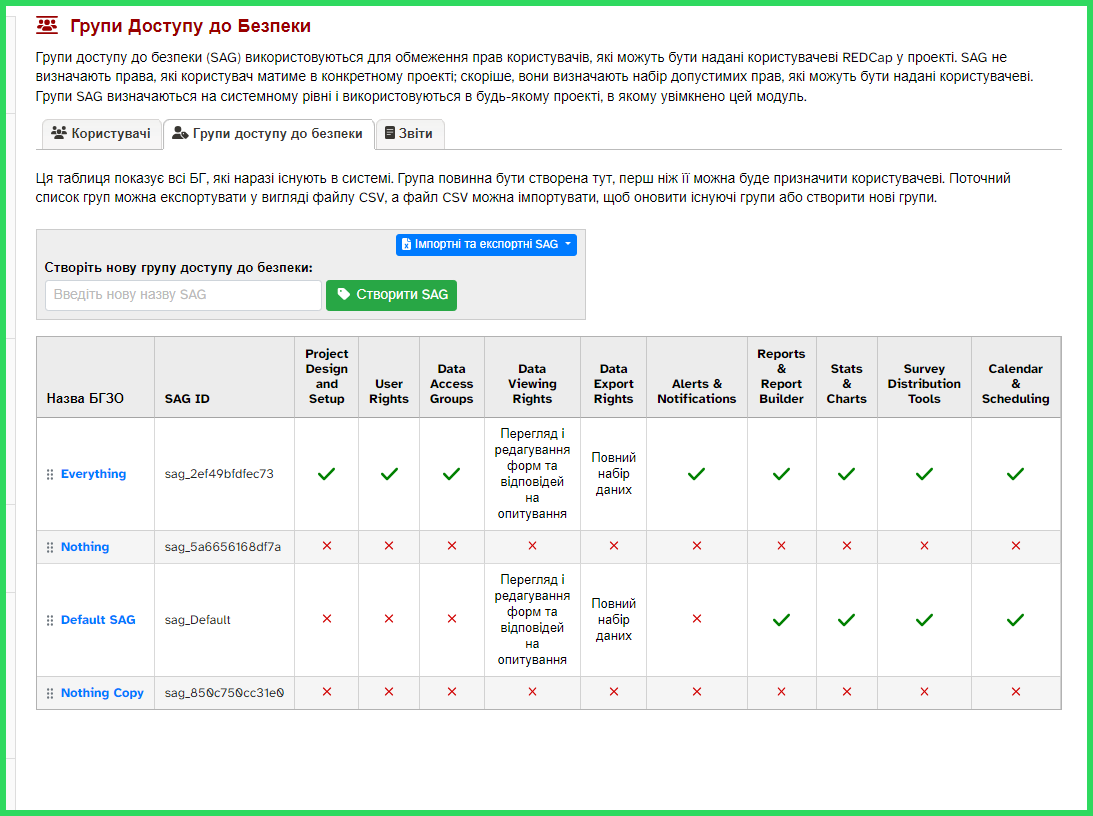 Групи Доступу до Безпеки
Групи доступу до безпеки (SAG) використовуються для обмеження прав користувачів, які можуть бути надані користувачеві REDCap у проекті. SAG не
визначають права, які користувач матиме в конкретному проекті; скоріше, вони визначають набір допустимих прав, які можуть бути надані користувачеві.
Групи SAG визначаються на системному рівні і використовуються в будь-якому проекті, в якому увімкнено цей модуль.
Користувачі Групи доступу до безпеки Звіти
Ця таблиця показує всі БГ, які наразі існують в системі. Група повинна бути створена тут, перш ніж її можна буде призначити користувачеві. Поточний
список груп можна експортувати у вигляді файлу CSV, а файл CSV можна імпортувати, щоб оновити існуючі групи або створити нові групи.
Імпортні та експортні SAG
Створіть нову групу доступу до безпеки:
Введіть нову назву SAG Створити SAG
Назва БГЗО
SAG ID
Project
Design
and
Setup
User
Rights
Data
Access
Groups
Data
Viewing
Rights
Data
Export
Rights
Alerts &
Notifications
Reports
&
Report
Builder
Stats
&
Charts
Survey
Distribution
Tools
Calendar
&
Scheduling
Everything
sag_2ef49bfdfec73
Перегляд і
редагування
форм та
відповідей
на
опитування
Повний
набір
даних
Nothing
sag_5a6656168df7a
Default SAG
sag_Default
Перегляд і
редагування
форм та
відповідей
на
опитування
Повний
набір
даних
Nothing Copy
sag_850c750cc31e0